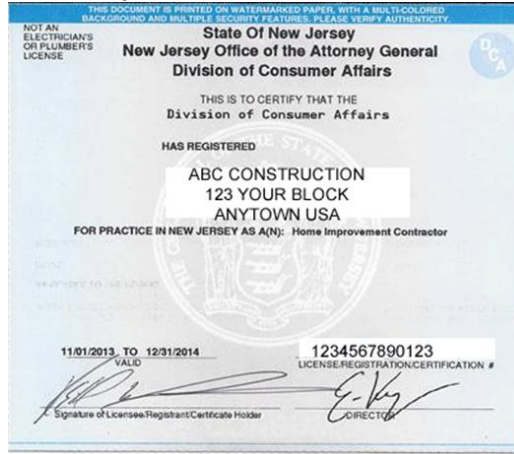 THIS DOCUMENT IS PRINTED ON WATERMARKED PAPER, WITH A MULTI-COLORED
BACKGROUND AND MULTIPLE SECURITY FEATURES. PLEASE VERIFY AUTHENTICITY.
NOT AN
ELECTRICIAN'S
OR PLUMBER'S
LICENSE
State Of New Jersey
New Jersey Office of the Attorney General
Division of Consumer Affairs
DCA
THIS IS TO CERTIFY THAT THE
Division of Consumer Affairs
HAS REGISTERED
ABC CONSTRUCTION
123 YOUR BLOCK
ANYTOWN USA
FOR PRACTICE IN NEW JERSEY AS A(N): Home Improvement Contractor
11/01/2013 TO 12/31/2014
VALID
1234567890123
LICENSE/REGISTRATION/CERTIFICATION #
Signature of Licensee/Registrant/Certificate Holder
DIRECTOR